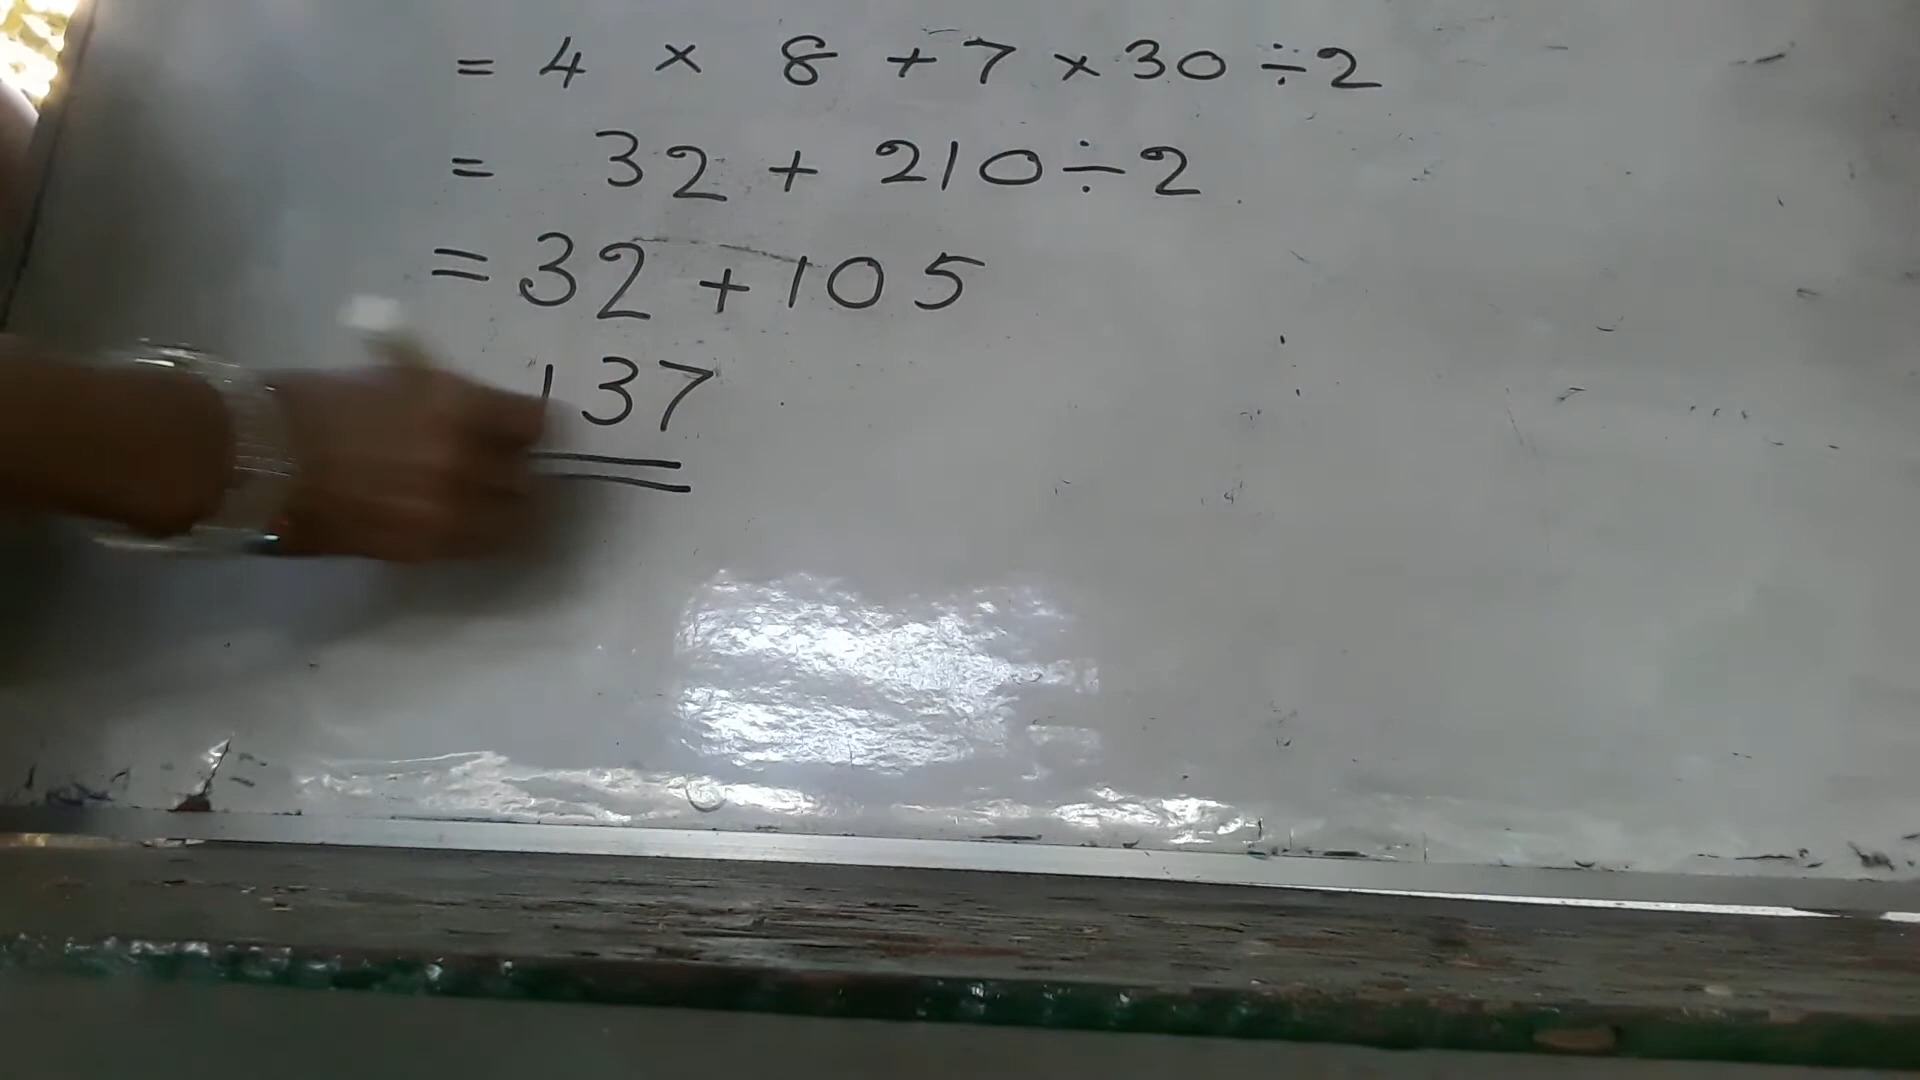 = 4 × 8 + 7 × 30 ÷ 2
= 32 + 210 ÷ 2
= 32 + 105
137